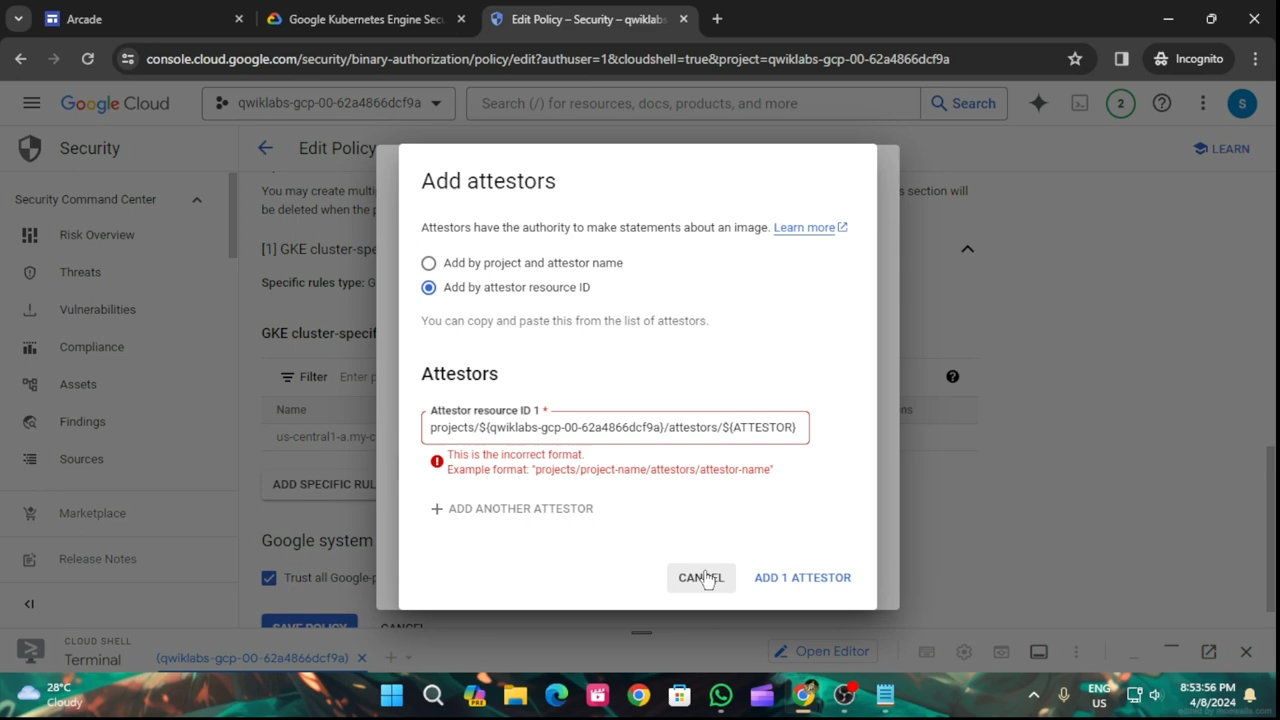 Arcade
Google Kubernetes Engine Secu
Edit Policy – Security – qwiklabs
console.cloud.google.com/security/binary-authorization/policy/edit?authuser=1&cloudshell=true&project=qwiklabs-gcp-00-62a4866dcf9a
Incognito
Google Cloud
qwiklabs-gcp-00-62a4866dcf9a
Search (/) for resources, docs, products, and more
Search
2
S
Security
Edit Policy
LEARN
Security Command Center
Risk Overview
Threats
Vulnerabilities
Compliance
Assets
Findings
Sources
Marketplace
Release Notes
You may create multi
s section will
be deleted when the p
[1] GKE cluster-spe
Specific rules type: G
GKE cluster-specif
Filter Enter p
Name
ons
us-central1-a.my-c
ADD SPECIFIC RUL
Google system
Trust all Google-p
SAVE POLICY
CANCEL
Add attestors
Attestors have the authority to make statements about an image. Learn more
Add by project and attestor name
Add by attestor resource ID
You can copy and paste this from the list of attestors.
Attestors
Attestor resource ID 1 *
projects/${qwiklabs-gcp-00-62a4866dcf9a}/attestors/${ATTESTOR}
This is the incorrect format.
Example format: "projects/project-name/attestors/attestor-name"
ADD ANOTHER ATTESTOR
CANCEL
ADD 1 ATTESTOR
CLOUD SHELL
Terminal
(qwiklabs-gcp-00-62a4866dcf9a)
Open Editor
28°C
Cloudy
PRE
ENG
US
8:53:56 PM
4/8/2024